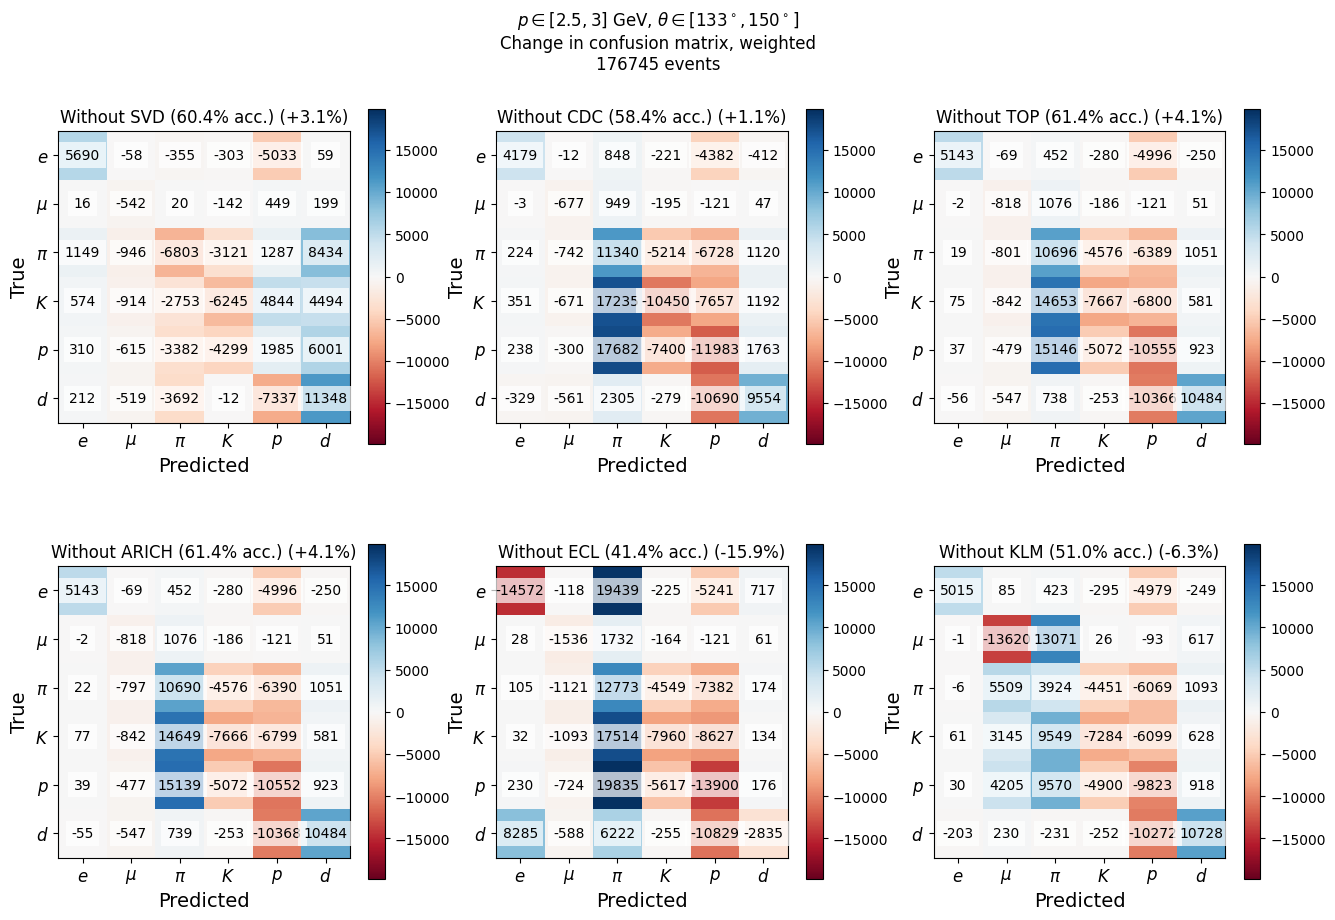 p ∈ [2.5, 3] GeV, θ ∈ [133°, 150°]
Change in confusion matrix, weighted
176745 events
Without SVD (60.4% acc.) (+3.1%)
True
e 5690 -58 -355 -303 -5033 59
μ 16 -542 20 -142 449 199
π 1149 -946 -6803 -3121 1287 8434
K 574 -914 -2753 -6245 4844 4494
p 310 -615 -3382 -4299 1985 6001
d 212 -519 -3692 -12 -7337 11348
e μ π K p d
Predicted
15000
10000
5000
0
−5000
−10000
−15000
Without CDC (58.4% acc.) (+1.1%)
True
e 4179 -12 848 -221 -4382 -412
μ -3 -677 949 -195 -121 47
π 224 -742 11340 -5214 -6728 1120
K 351 -671 17235 -10450 -7657 1192
p 238 -300 17682 -7400 -11983 1763
d -329 -561 2305 -279 -10690 9554
e μ π K p d
Predicted
15000
10000
5000
0
−5000
−10000
−15000
Without TOP (61.4% acc.) (+4.1%)
True
e 5143 -69 452 -280 -4996 -250
μ -2 -818 1076 -186 -121 51
π 19 -801 10696 -4576 -6389 1051
K 75 -842 14653 -7667 -6800 581
p 37 -479 15146 -5072 -10555 923
d -56 -547 738 -253 -10366 10484
e μ π K p d
Predicted
15000
10000
5000
0
−5000
−10000
−15000
Without ARICH (61.4% acc.) (+4.1%)
True
e 5143 -69 452 -280 -4996 -250
μ -2 -818 1076 -186 -121 51
π 22 -797 10690 -4576 -6390 1051
K 77 -842 14649 -7666 -6799 581
p 39 -477 15139 -5072 -10552 923
d -55 -547 739 -253 -10368 10484
e μ π K p d
Predicted
15000
10000
5000
0
−5000
−10000
−15000
Without ECL (41.4% acc.) (-15.9%)
True
e -14572 -118 19439 -225 -5241 717
μ 28 -1536 1732 -164 -121 61
π 105 -1121 12773 -4549 -7382 174
K 32 -1093 17514 -7960 -8627 134
p 230 -724 19835 -5617 -13900 176
d 8285 -588 6222 -255 -10829 -2835
e μ π K p d
Predicted
15000
10000
5000
0
−5000
−10000
−15000
Without KLM (51.0% acc.) (-6.3%)
True
e 5015 85 423 -295 -4979 -249
μ -1 -13620 13071 26 -93 617
π -6 5509 3924 -4451 -6069 1093
K 61 3145 9549 -7284 -6099 628
p 30 4205 9570 -4900 -9823 918
d -203 230 -231 -252 -10272 10728
e μ π K p d
Predicted
15000
10000
5000
0
−5000
−10000
−15000